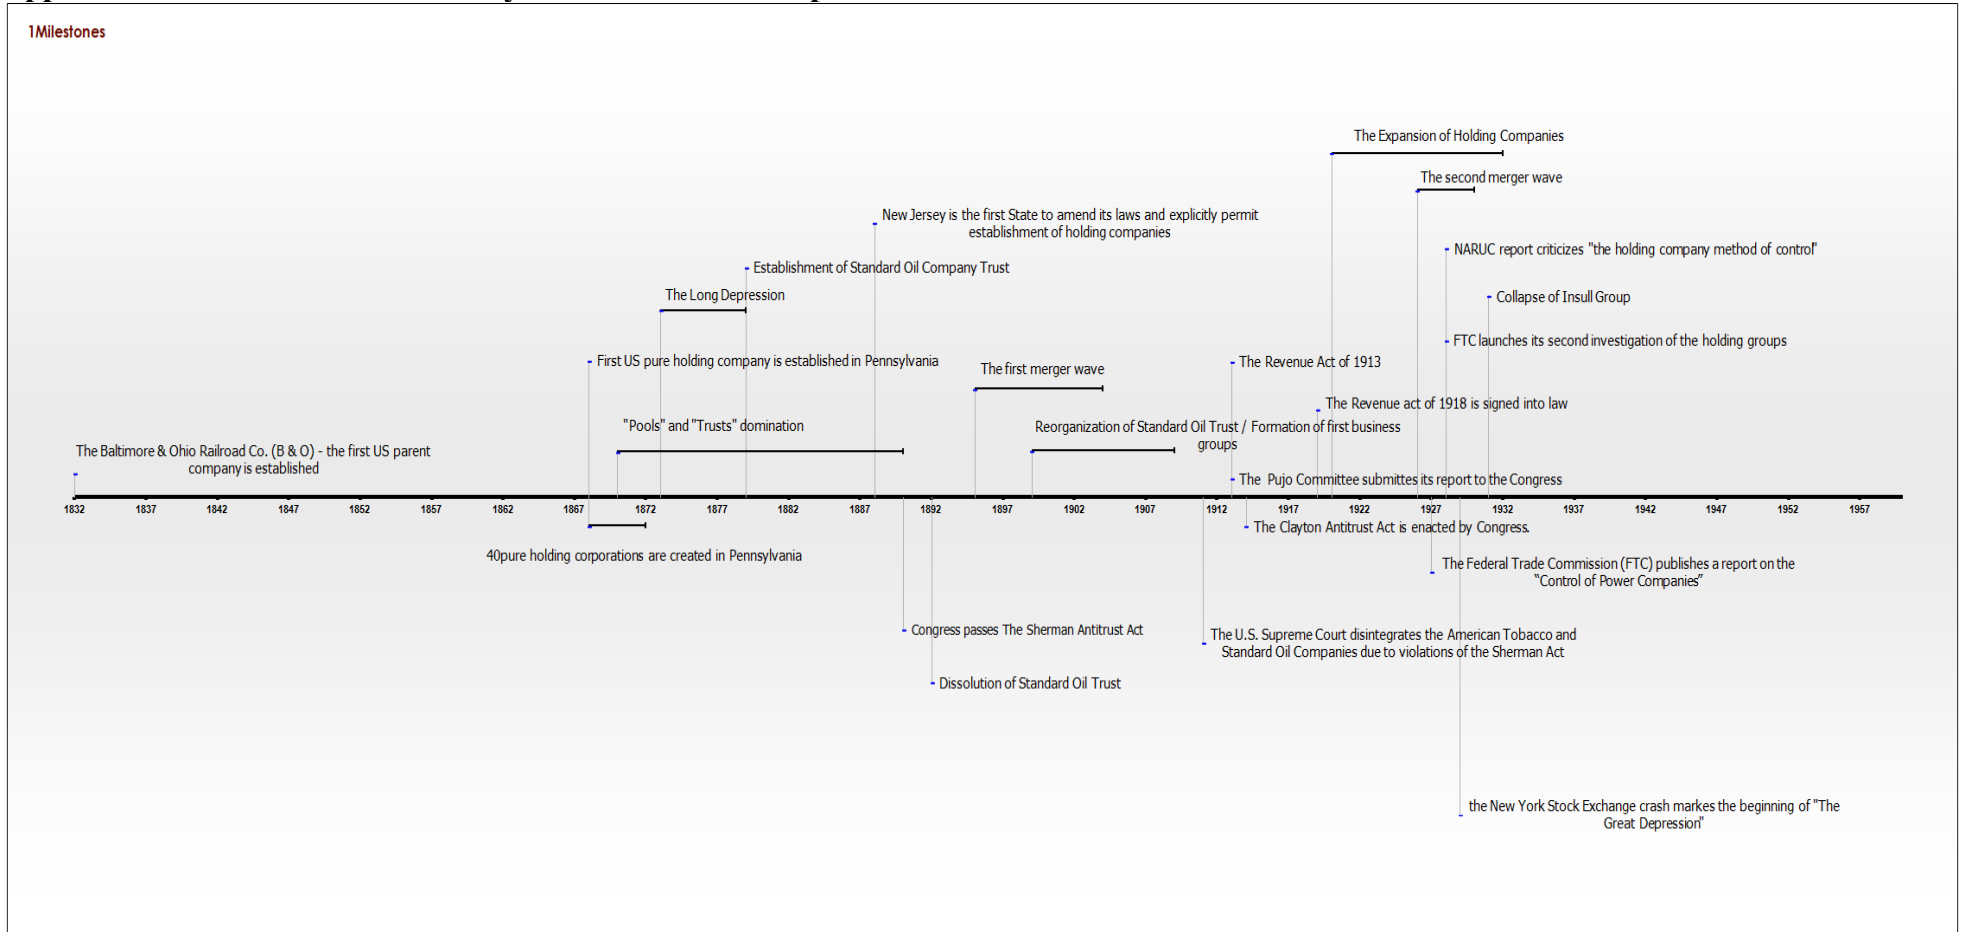 1Milestones
The Expansion of Holding Companies
The second merger wave
New Jersey is the first State to amend its laws and explicitly permit
establishment of holding companies
NARUC report criticizes "the holding company method of control"
Establishment of Standard Oil Company Trust
The Long Depression
Collapse of Insull Group
FTC launches its second investigation of the holding groups
First US pure holding company is established in Pennsylvania
The Revenue Act of 1913
The first merger wave
The Revenue act of 1918 is signed into law
"Pools" and "Trusts" domination
Reorganization of Standard Oil Trust / Formation of first business
groups
The Baltimore & Ohio Railroad Co. (B & O) - the first US parent
company is established
The Pujo Committee submittes its report to the Congress
1832 1837 1842 1847 1852 1857 1862 1867 1872 1877 1882 1887 1892 1897 1902 1907 1912 1917 1922 1927 1932 1937 1942 1947 1952 1957
The Clayton Antitrust Act is enacted by Congress.
40pure holding corporations are created in Pennsylvania
The Federal Trade Commission (FTC) publishes a report on the
“Control of Power Companies”
Congress passes The Sherman Antitrust Act
The U.S. Supreme Court disintegrates the American Tobacco and
Standard Oil Companies due to violations of the Sherman Act
Dissolution of Standard Oil Trust
the New York Stock Exchange crash markes the beginning of "The
Great Depression"